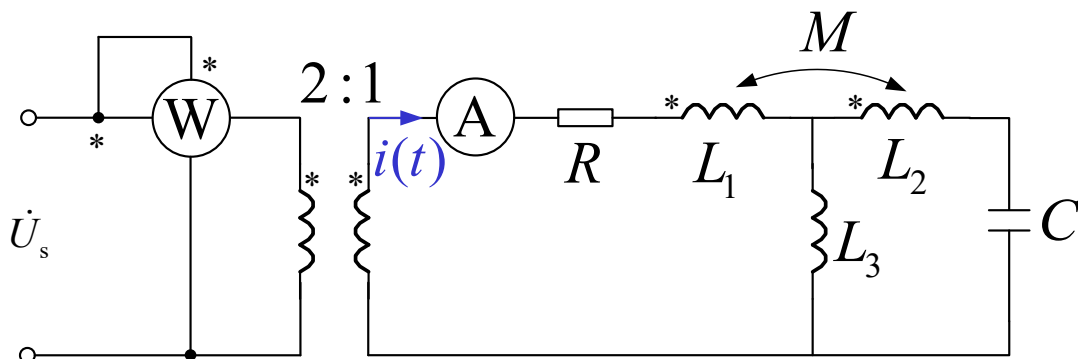 M
2 : 1
* * * *
W A
*
i(t)
R
L₁
L₂
* *
U̇ₛ
L₃
C